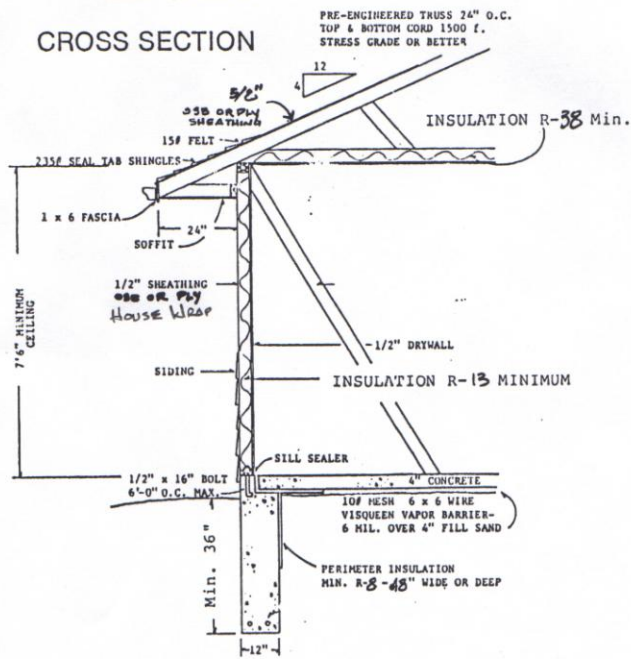 CROSS SECTION
PRE-ENGINEERED TRUSS 24" O.C.
TOP & BOTTOM CORD 1500 f.
STRESS GRADE OR BETTER
12
4
5/8"
OSB OR PLY
SHEATHING
15# FELT
235# SEAL TAB SHINGLES
INSULATION R-38 Min.
1 x 6 FASCIA
24"
SOFFIT
7'6" MINIMUM
CEILING
1/2" SHEATHING
OSB OR PLY
HOUSE WRAP
1/2" DRYWALL
SIDING
INSULATION R-13 MINIMUM
SILL SEALER
1/2" x 16" BOLT
6'-0" O.C. MAX.
4" CONCRETE
10# MESH 6 x 6 WIRE
VISQUEEN VAPOR BARRIER-
6 MIL. OVER 4" FILL SAND
Min. 36"
PERIMETER INSULATION
MIN. R-8-48" WIDE OR DEEP
12"